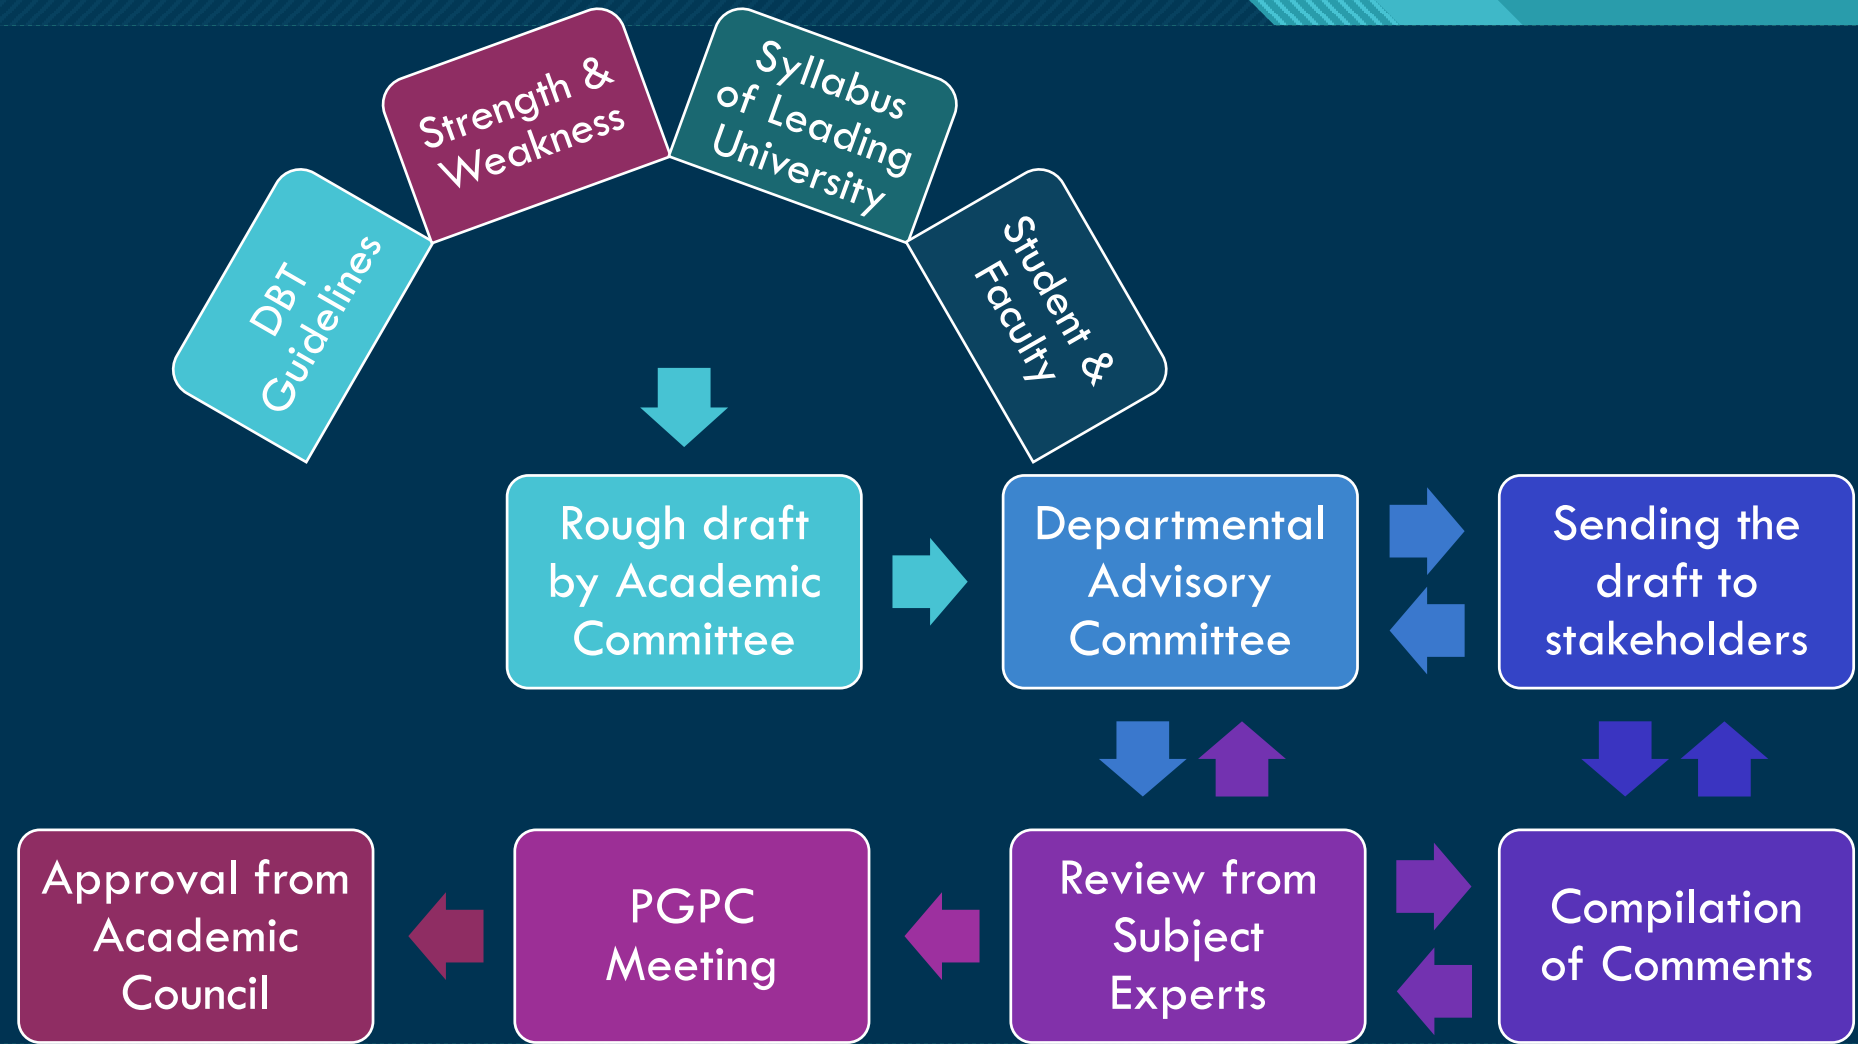 DBT
Guidelines
Strength &
Weakness
Syllabus
of Leading
University
Student &
Faculty
Rough draft
by Academic
Committee
Departmental
Advisory
Committee
Sending the
draft to
stakeholders
Approval from
Academic
Council
PGPC
Meeting
Review from
Subject
Experts
Compilation
of Comments